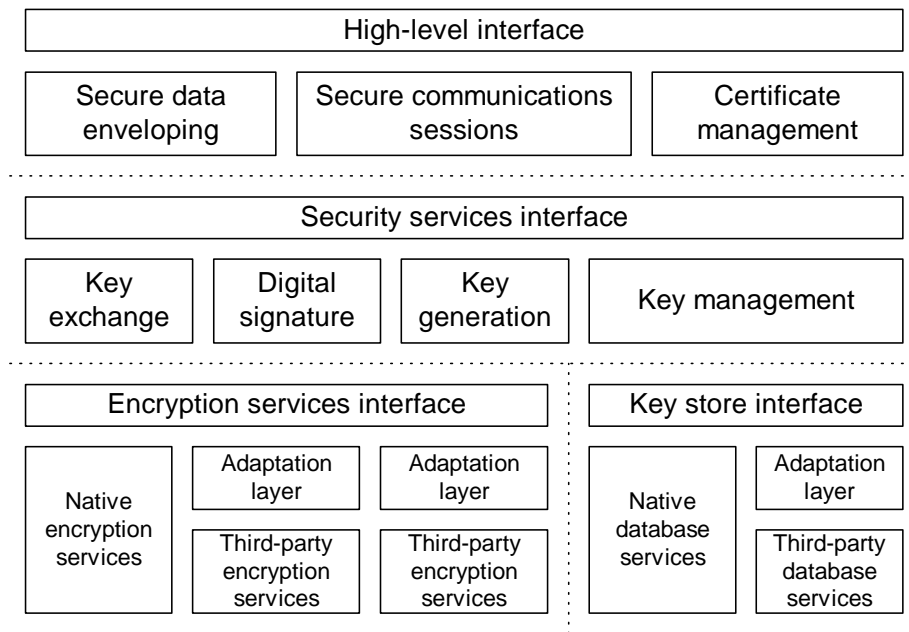 High-level interface
Secure data
enveloping
Secure communications
sessions
Certificate
management
Security services interface
Key
exchange
Digital
signature
Key
generation
Key management
Encryption services interface
Key store interface
Native
encryption
services
Adaptation
layer
Adaptation
layer
Third-party
encryption
services
Third-party
encryption
services
Native
database
services
Adaptation
layer
Third-party
database
services